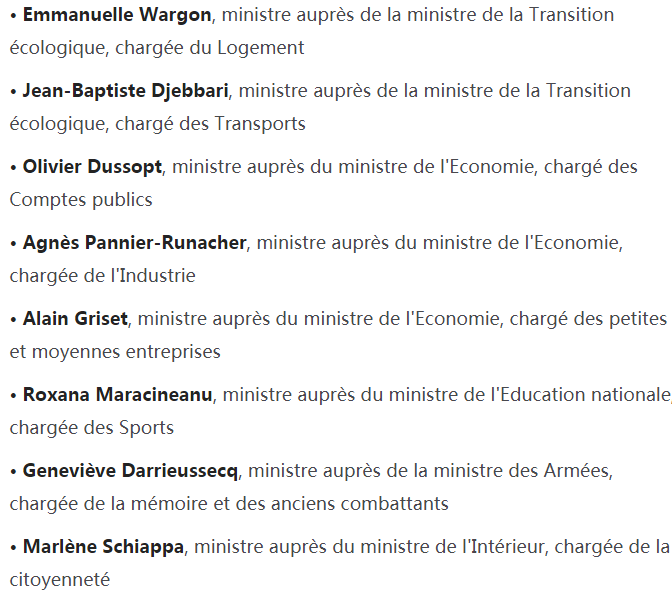 • Emmanuelle Wargon, ministre auprès de la ministre de la Transition
écologique, chargée du Logement
• Jean-Baptiste Djebbari, ministre auprès de la ministre de la Transition
écologique, chargé des Transports
• Olivier Dussopt, ministre auprès du ministre de l'Economie, chargé des
Comptes publics
• Agnès Pannier-Runacher, ministre auprès du ministre de l'Economie,
chargée de l'Industrie
• Alain Griset, ministre auprès du ministre de l'Economie, chargé des petites
et moyennes entreprises
• Roxana Maracineanu, ministre auprès du ministre de l'Education nationale,
chargée des Sports
• Geneviève Darrieussecq, ministre auprès de la ministre des Armées,
chargée de la mémoire et des anciens combattants
• Marlène Schiappa, ministre auprès du ministre de l'Intérieur, chargée de la
citoyenneté